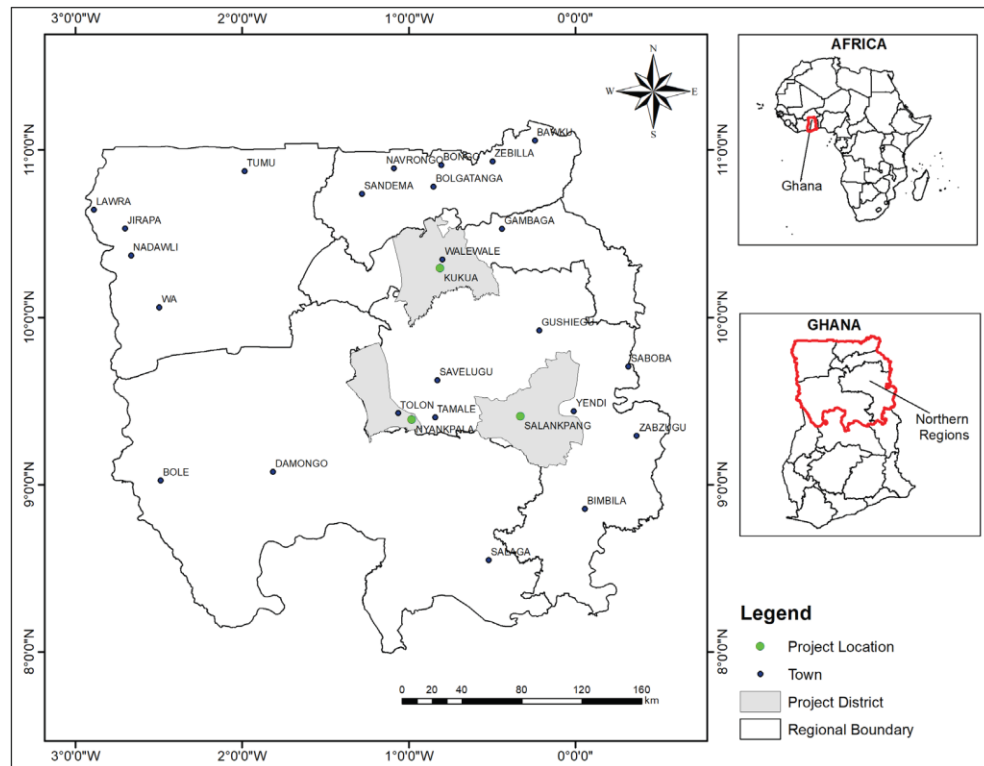 3°0'0"W 2°0'0"W 1°0'0"W 0°0'0"
11°0'0"N 11°0'0"N
10°0'0"N 10°0'0"N
9°0'0"N 9°0'0"N
8°0'0"N 8°0'0"N
N
W E
S
BAWKU
ZEBILLA
BONGO
NAVRONGO
TUMU
BOLGATANGA
SANDEMA
LAWRA
JIRAPA
GAMBAGA
NADAWLI
WALEWALE
KUKUA
WA
GUSHIEGU
SABOBA
SAVELUGU
TOLON
TAMALE
YENDI
NYANKPALA
SALANKPANG
ZABZUGU
DAMONGO
BOLE
BIMBILA
SALAGA
0 20 40 80 120 160
km
3°0'0"W 2°0'0"W 1°0'0"W 0°0'0"
AFRICA
Ghana
GHANA
Northern
Regions
Legend
Project Location
Town
Project District
Regional Boundary